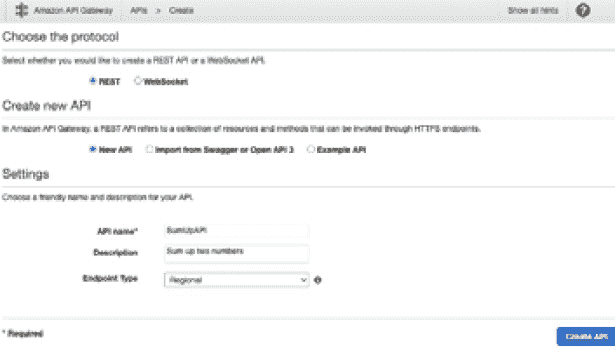 Amazon API Gateway APIs > Create Show all hints ?
Choose the protocol
Select whether you would like to create a REST API or a WebSocket API.
REST WebSocket
Create new API
In Amazon API Gateway, a REST API refers to a collection of resources and methods that can be invoked through HTTPS endpoints.
New API Import from Swagger or Open API 3 Example API
Settings
Choose a friendly name and description for your API.
API name* SumUpAPI
Description Sum up two numbers
Endpoint Type Regional
* Required Create API